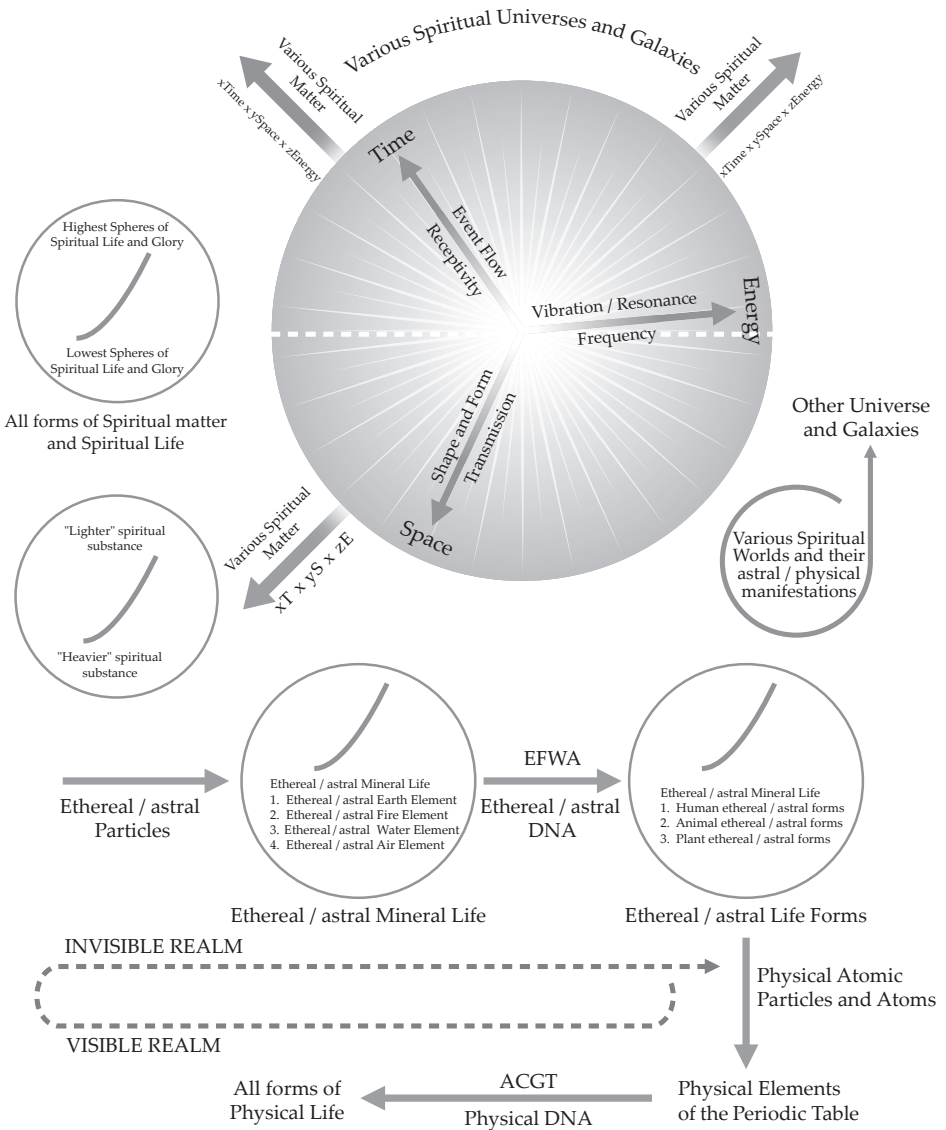 Various Spiritual Universes and Galaxies
Various Spiritual
Matter
xTime x ySpace x zEnergy
Various Spiritual
Matter
xTime x ySpace x zEnergy
Time
Event Flow
Receptivity
Vibration / Resonance
Frequency
Energy
Shape and Form
Transmission
Space
Highest Spheres of
Spiritual Life and Glory
Lowest Spheres of
Spiritual Life and Glory
All forms of Spiritual matter
and Spiritual Life
Various Spiritual
Matter
xT x yS x zE
"Lighter" spiritual
substance
"Heavier" spiritual
substance
Other Universe
and Galaxies
Various Spiritual
Worlds and their
astral / physical
manifestations
Ethereal / astral
Particles
Ethereal / astral Mineral Life
1. Ethereal / astral Earth Element
2. Ethereal / astral Fire Element
3. Ethereal / astral Water Element
4. Ethereal / astral Air Element
Ethereal / astral Mineral Life
EFWA
Ethereal / astral
DNA
Ethereal / astral Mineral Life
1. Human ethereal / astral forms
2. Animal ethereal / astral forms
3. Plant ethereal / astral forms
Ethereal / astral Life Forms
INVISIBLE REALM
VISIBLE REALM
Physical Atomic
Particles and Atoms
Physical Elements
of the Periodic Table
ACGT
Physical DNA
All forms of
Physical Life